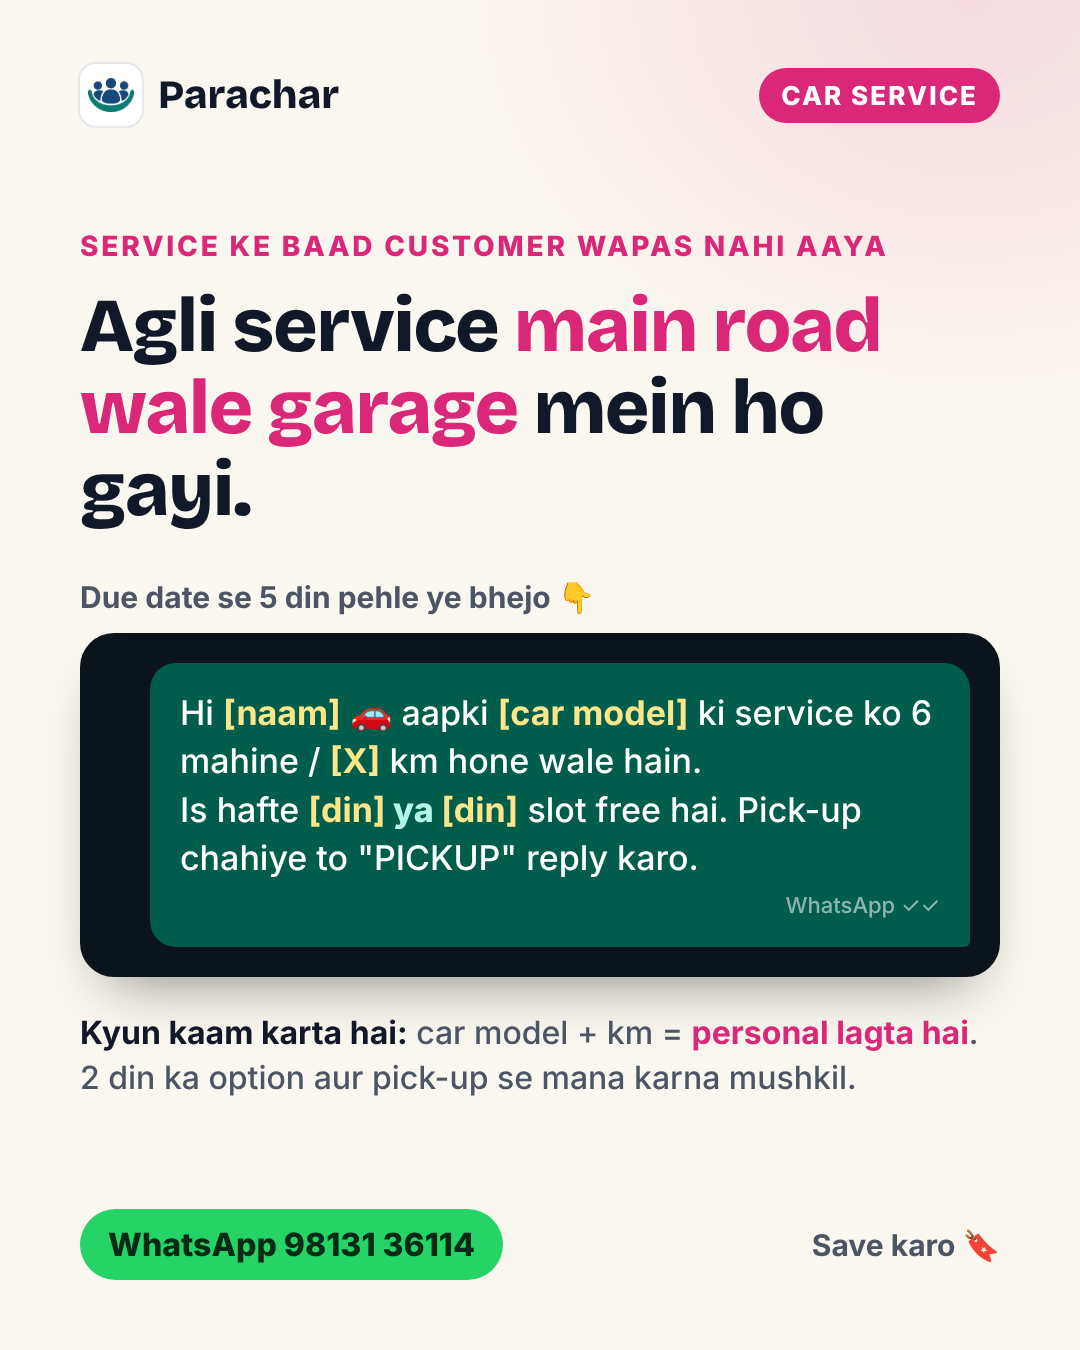 Parachar
CAR SERVICE
SERVICE KE BAAD CUSTOMER WAPAS NAHI AAYA
Agli service main road
wale garage mein ho
gayi.
Due date se 5 din pehle ye bhejo 👇
Hi [naam] 🚗 aapki [car model] ki service ko 6
mahine / [X] km hone wale hain.
Is hafte [din] ya [din] slot free hai. Pick-up
chahiye to "PICKUP" reply karo.
WhatsApp ✓✓
Kyun kaam karta hai: car model + km = personal lagta hai.
2 din ka option aur pick-up se mana karna mushkil.
WhatsApp 98131 36114
Save karo 🔖